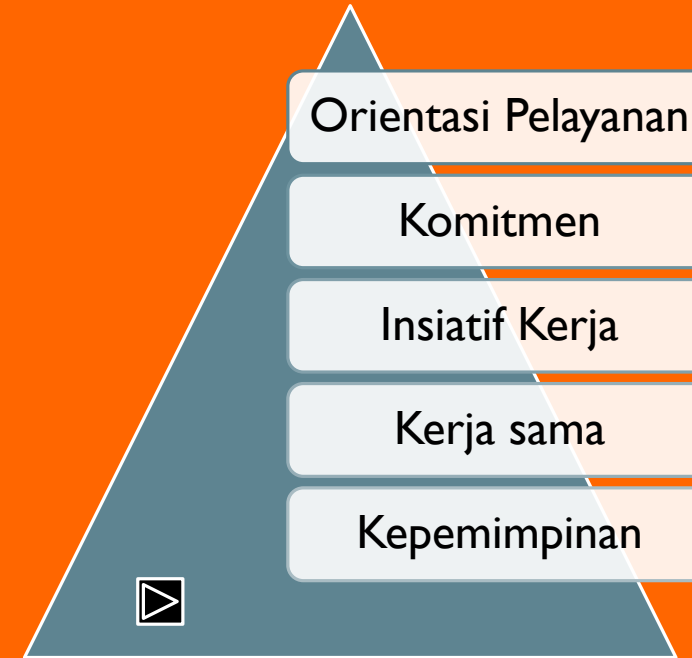 Orientasi Pelayanan
Komitmen
Insiatif Kerja
Kerja sama
Kepemimpinan